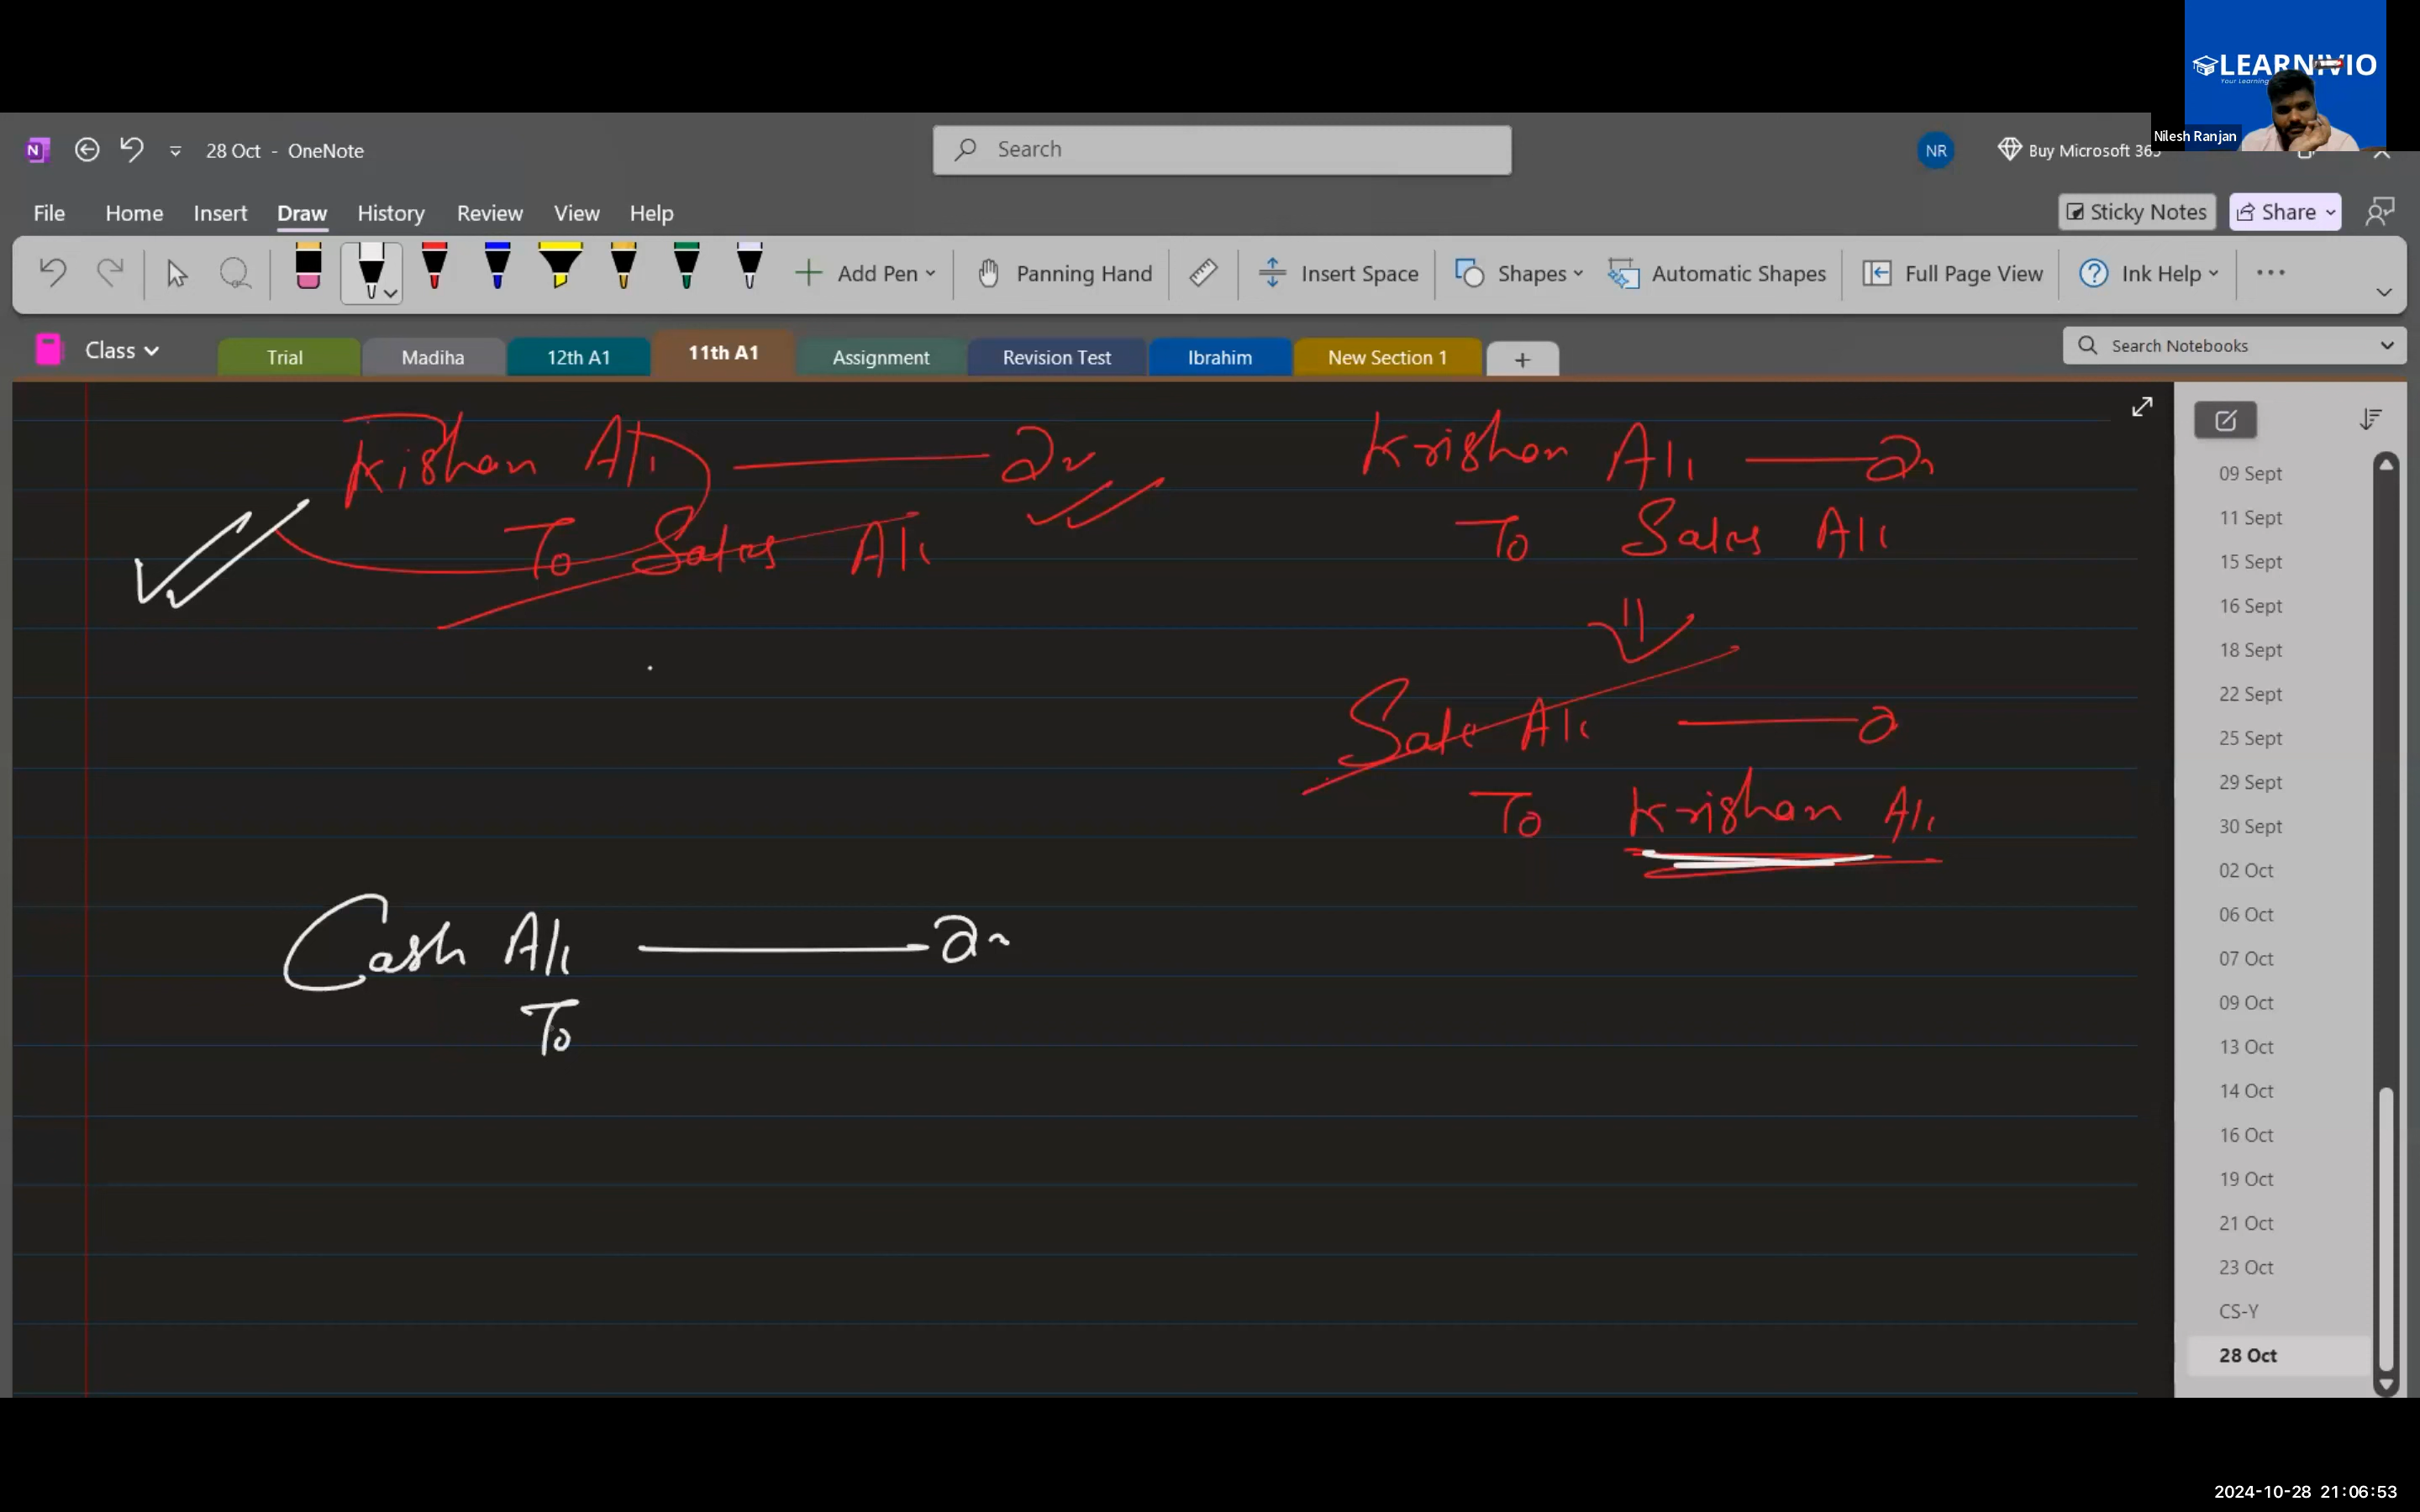 LEARNIVIO
Nilesh Ranjan
28 Oct - OneNote
Search
NR
Buy Microsoft 365
File Home Insert Draw History Review View Help
Sticky Notes
Share
Add Pen
Panning Hand
Insert Space
Shapes
Automatic Shapes
Full Page View
Ink Help
Class
Trial
Madiha
12th A1
11th A1
Assignment
Revision Test
Ibrahim
New Section 1
Search Notebooks
Kishan A/c Dr
To Sales A/c
Krishan A/c Dr
To Sales A/c
Sale A/c D
To Krishan A/c
Cash A/c Dr
To
09 Sept
11 Sept
15 Sept
16 Sept
18 Sept
22 Sept
25 Sept
29 Sept
30 Sept
02 Oct
06 Oct
07 Oct
09 Oct
13 Oct
14 Oct
16 Oct
19 Oct
21 Oct
23 Oct
CS-Y
28 Oct
2024-10-28 21:06:53